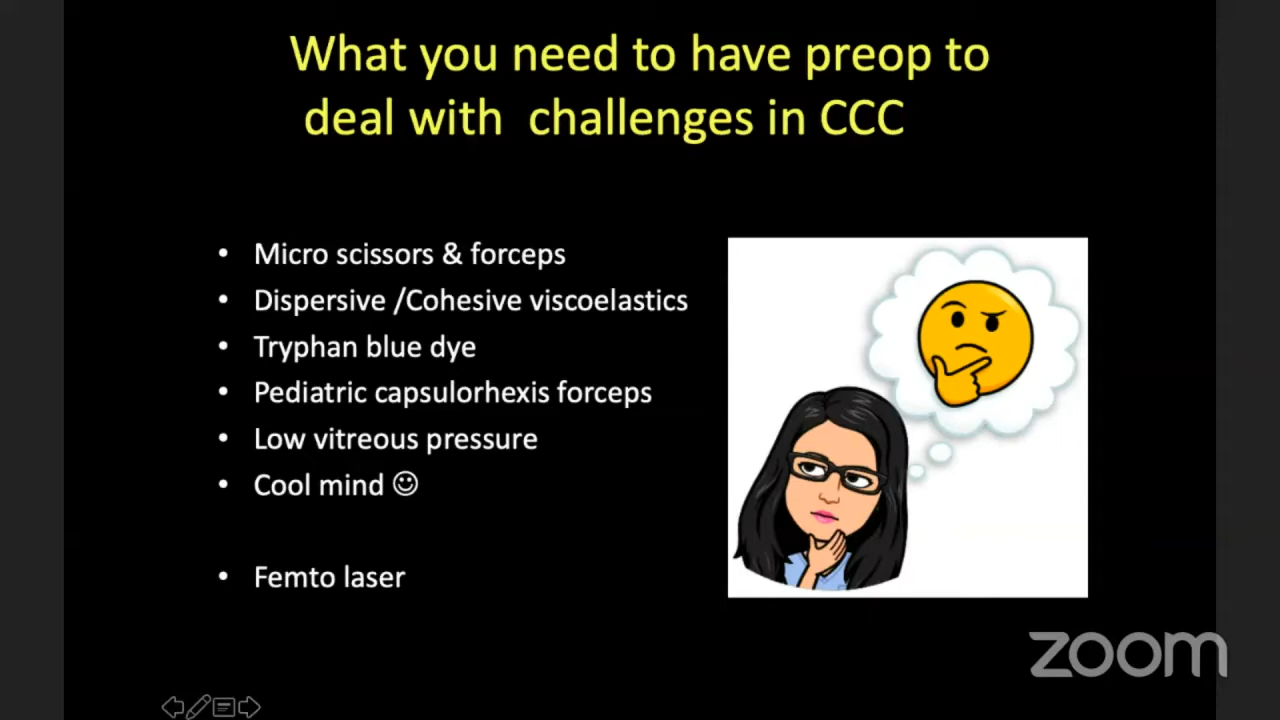 What you need to have preop to
deal with challenges in CCC
• Micro scissors & forceps
• Dispersive /Cohesive viscoelastics
• Tryphan blue dye
• Pediatric capsulorhexis forceps
• Low vitreous pressure
• Cool mind ☺
• Femto laser
zoom